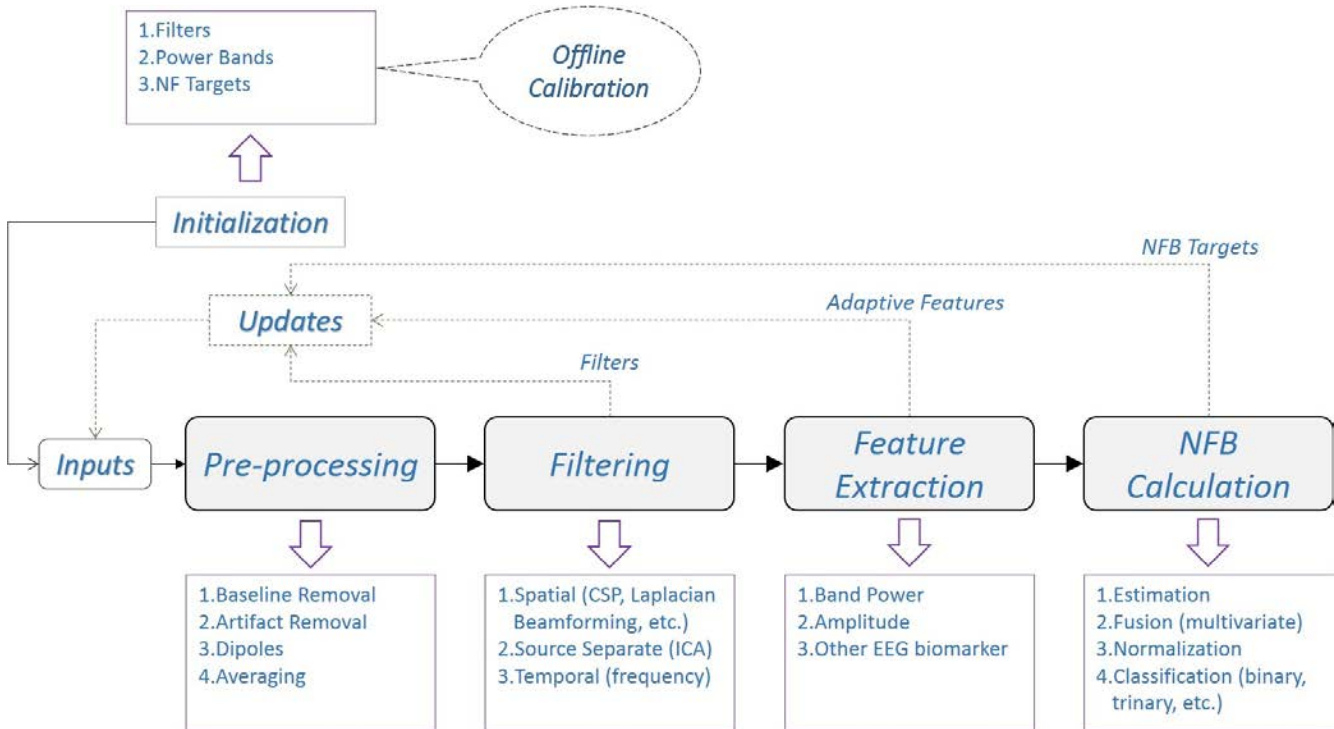 1.Filters
2.Power Bands
3.NF Targets
Offline
Calibration
Initialization
NFB Targets
Updates
Adaptive Features
Filters
Inputs
Pre-processing
Filtering
Feature
Extraction
NFB
Calculation
1.Baseline Removal
2.Artifact Removal
3.Dipoles
4.Averaging
1.Spatial (CSP, Laplacian
Beamforming, etc.)
2.Source Separate (ICA)
3.Temporal (frequency)
1.Band Power
2.Amplitude
3.Other EEG biomarker
1.Estimation
2.Fusion (multivariate)
3.Normalization
4.Classification (binary,
trinary, etc.)